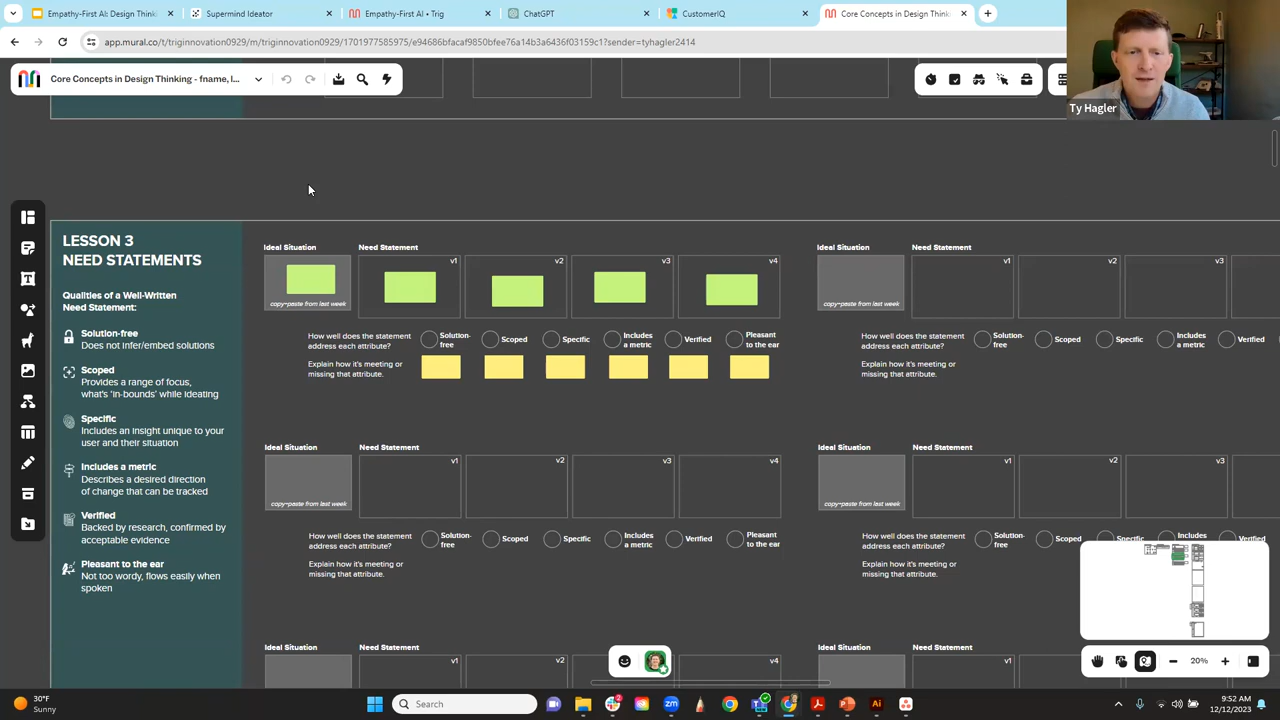 Empathy-First AI: Design Thinki
Supermind Ideator
Empathy-First AI • Trig
ChatGPT
CustomerIQ
Core Concepts in Design Thinkin
app.mural.co/t/triginnovation0929/m/triginnovation0929/1701977585975/e94686bfacaf9850bfee76a14b3a6436f03159c1?sender=tyhagler2414
Core Concepts in Design Thinking - fname, l...
Ty Hagler
LESSON 3
NEED STATEMENTS
Qualities of a Well-Written
Need Statement:
Solution-free
Does not infer/embed solutions
Scoped
Provides a range of focus,
what's 'in-bounds' while ideating
Specific
Includes an insight unique to your
user and their situation
Includes a metric
Describes a desired direction
of change that can be tracked
Verified
Backed by research, confirmed by
acceptable evidence
Pleasant to the ear
Not too wordy, flows easily when
spoken
Ideal Situation
Need Statement
v1
v2
v3
v4
copy-paste from last week
How well does the statement
address each attribute?
Solution-
free
Scoped
Specific
Includes
a metric
Verified
Pleasant
to the ear
Explain how it's meeting or
missing that attribute.
Ideal Situation
Need Statement
v1
v2
v3
copy-paste from last week
How well does the statement
address each attribute?
Solution-
free
Scoped
Specific
Includes
a metric
Verified
Explain how it's meeting or
missing that attribute.
Ideal Situation
Need Statement
v1
v2
v3
v4
copy-paste from last week
How well does the statement
address each attribute?
Solution-
free
Scoped
Specific
Includes
a metric
Verified
Pleasant
to the ear
Explain how it's meeting or
missing that attribute.
Ideal Situation
Need Statement
v1
v2
v3
copy-paste from last week
How well does the statement
address each attribute?
Solution-
free
Scoped
Explain how it's meeting or
missing that attribute.
Ideal Situation
Need Statement
v1
v2
v3
v4
Ideal Situation
Need Statement
v1
v2
v3
20%
30°F
Sunny
Search
2
9:52 AM
12/12/2023